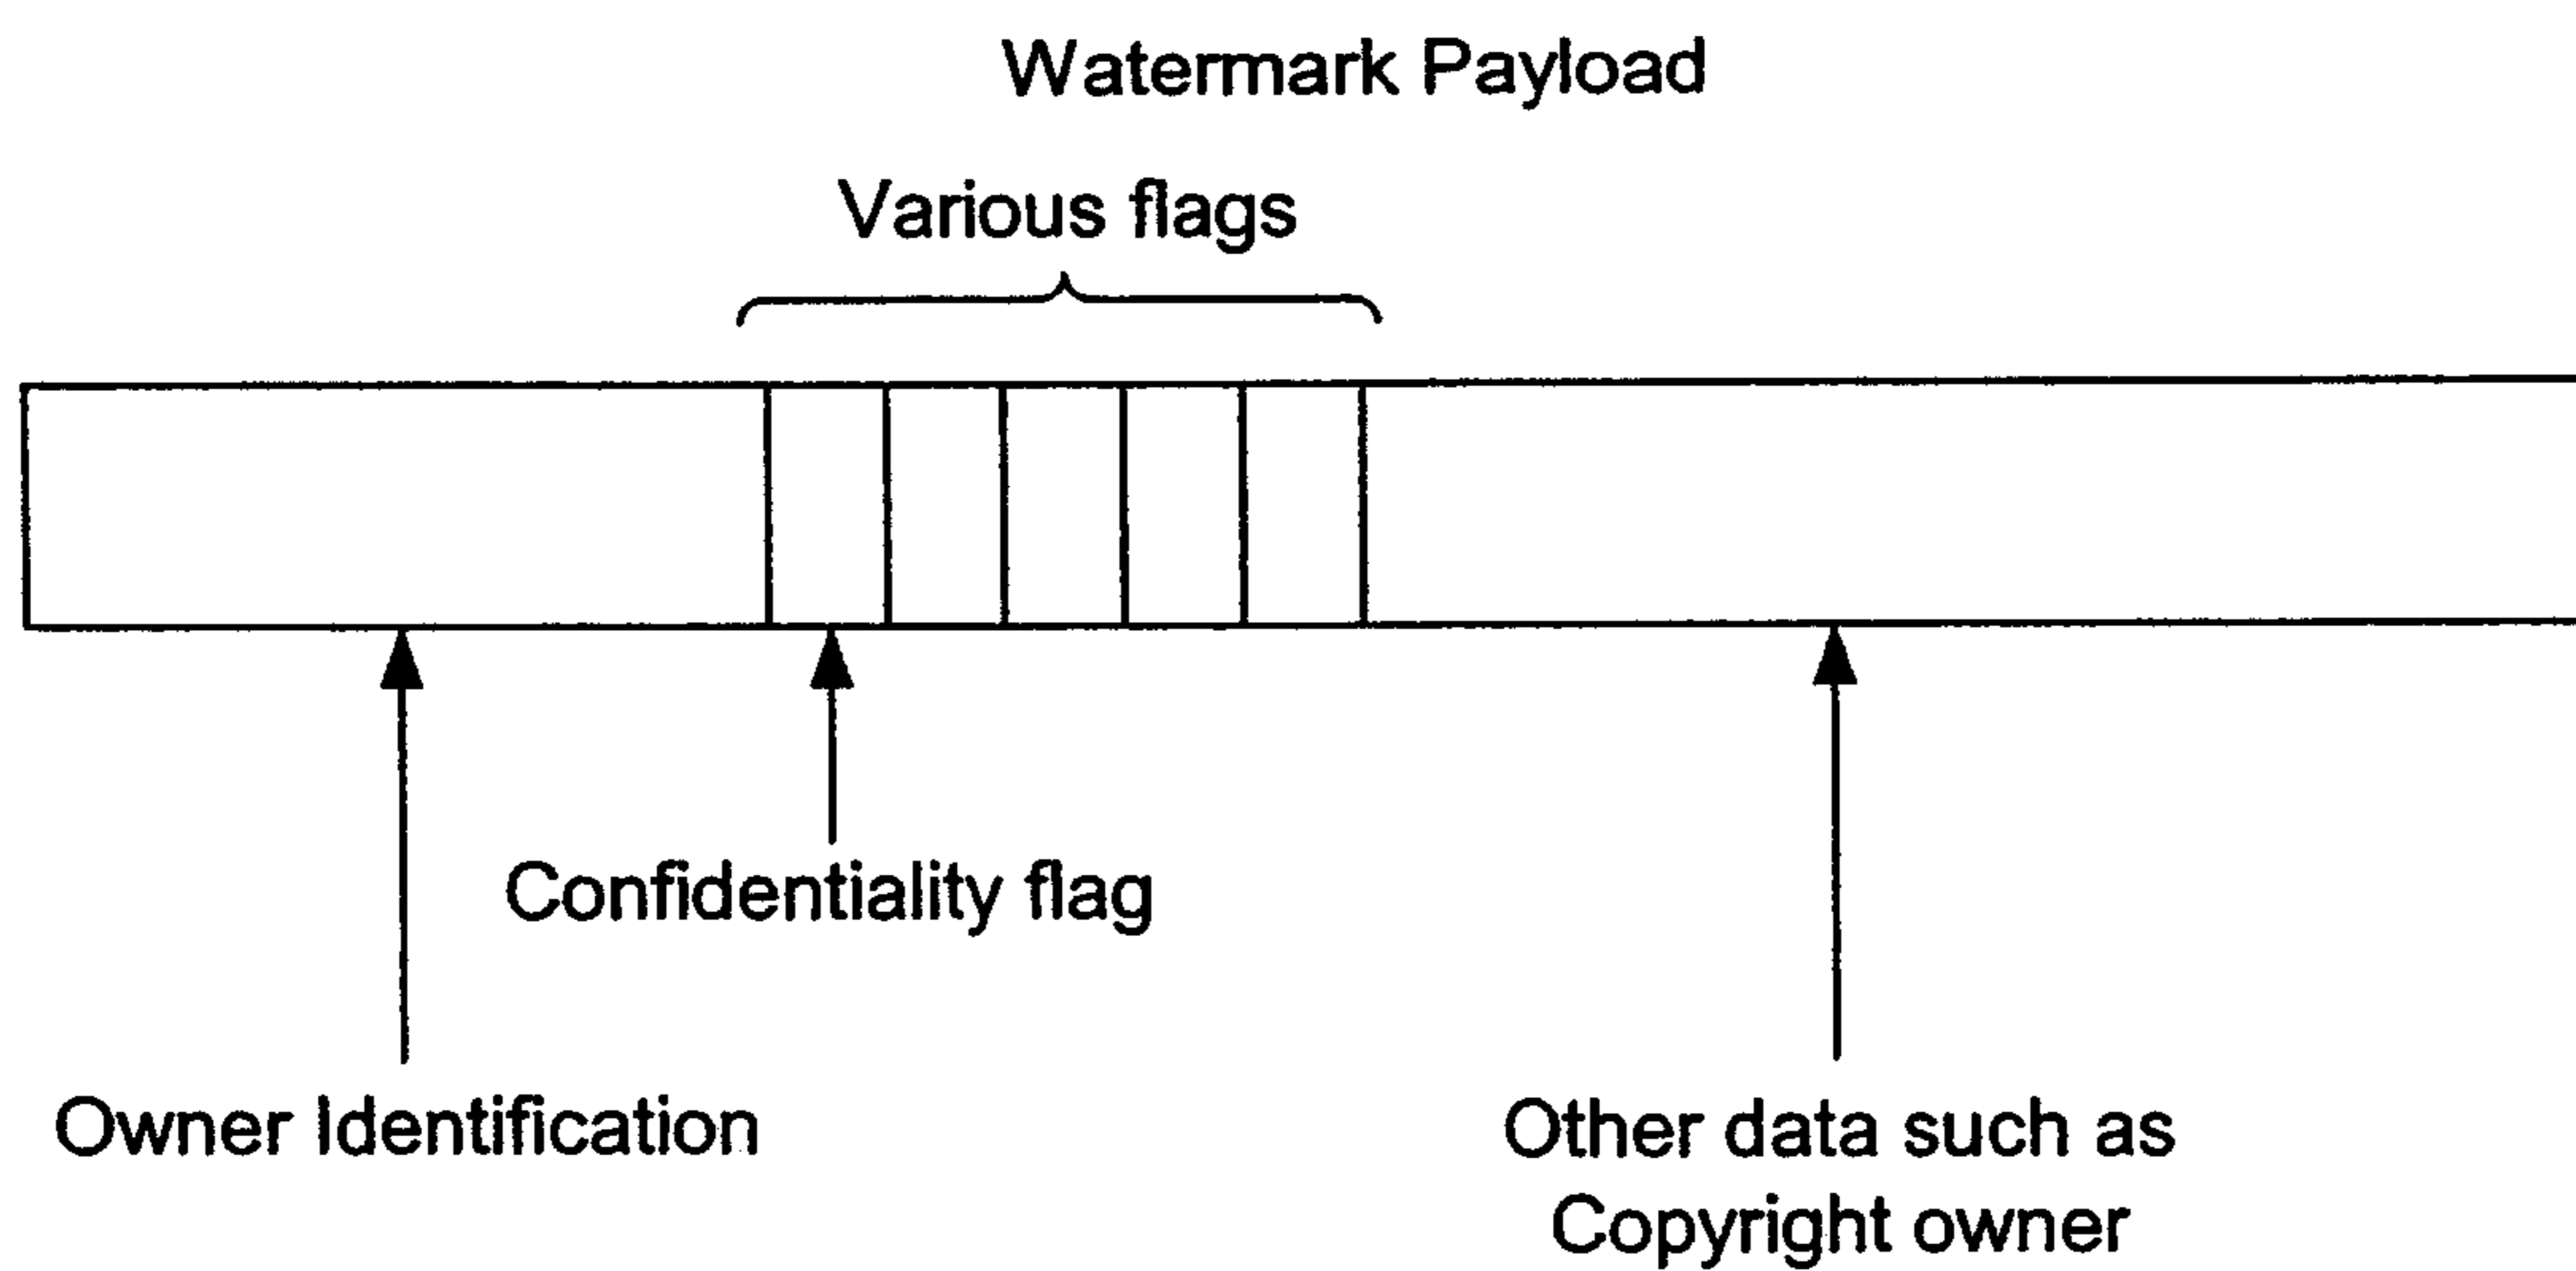 Watermark Payload
Various flags
Confidentiality flag
Owner Identification
Other data such as
Copyright owner